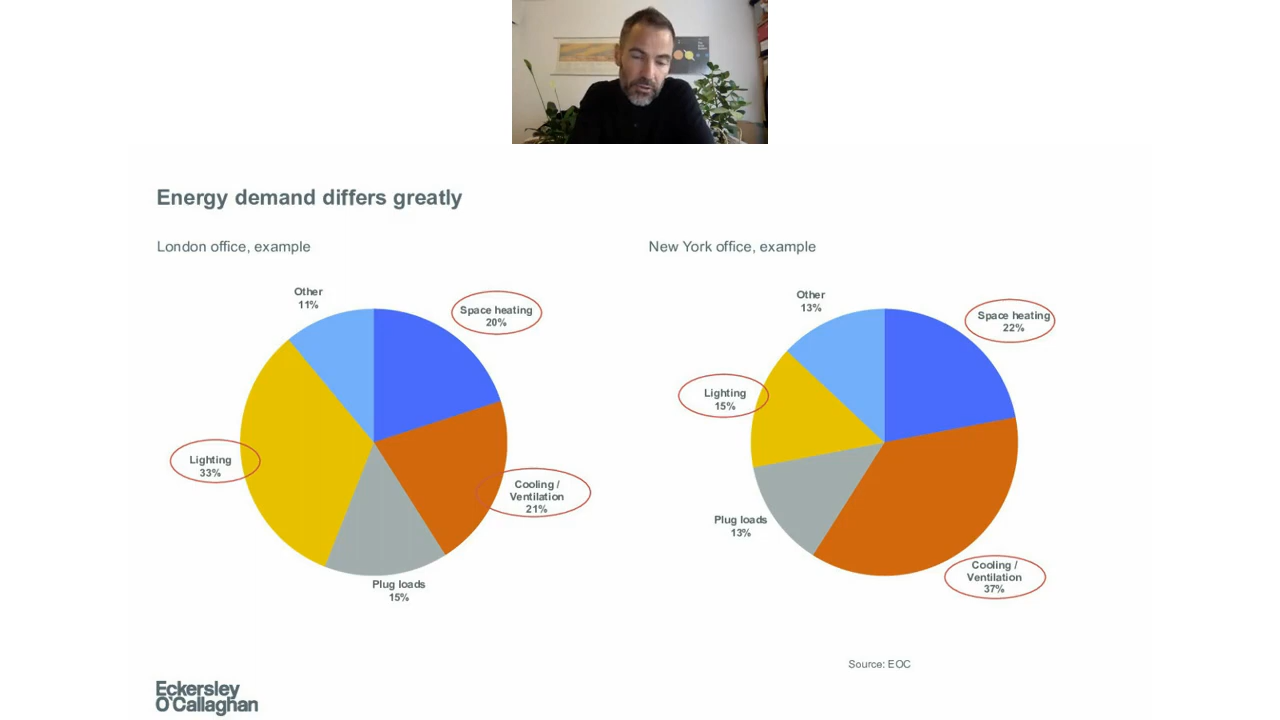 Energy demand differs greatly
London office, example
Other
11%
Space heating
20%
Lighting
33%
Cooling /
Ventilation
21%
Plug loads
15%
New York office, example
Other
13%
Space heating
22%
Lighting
15%
Plug loads
13%
Cooling /
Ventilation
37%
Source: EOC
Eckersley
O'Callaghan